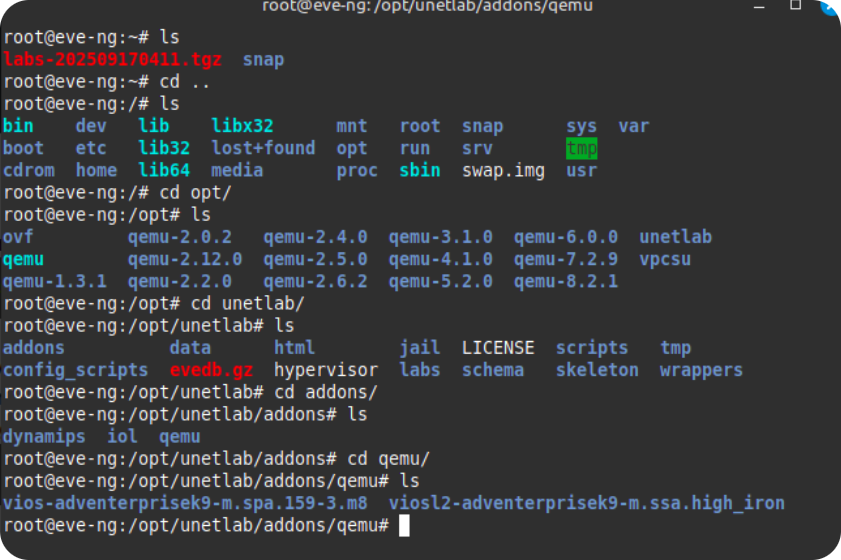 root@eve-ng: /opt/unetlab/addons/qemu
root@eve-ng:~# ls
labs-202509170411.tgz  snap
root@eve-ng:~# cd ..
root@eve-ng:/# ls
bin    dev   lib    libx32      mnt   root  snap      sys  var
boot   etc   lib32  lost+found  opt   run   srv       tmp
cdrom  home  lib64  media       proc  sbin  swap.img  usr
root@eve-ng:/# cd opt/
root@eve-ng:/opt# ls
ovf         qemu-2.0.2   qemu-2.4.0  qemu-3.1.0  qemu-6.0.0  unetlab
qemu        qemu-2.12.0  qemu-2.5.0  qemu-4.1.0  qemu-7.2.9  vpcsu
qemu-1.3.1  qemu-2.2.0   qemu-2.6.2  qemu-5.2.0  qemu-8.2.1
root@eve-ng:/opt# cd unetlab/
root@eve-ng:/opt/unetlab# ls
addons          data      html        jail  LICENSE  scripts   tmp
config_scripts  evedb.gz  hypervisor  labs  schema   skeleton  wrappers
root@eve-ng:/opt/unetlab# cd addons/
root@eve-ng:/opt/unetlab/addons# ls
dynamips  iol  qemu
root@eve-ng:/opt/unetlab/addons# cd qemu/
root@eve-ng:/opt/unetlab/addons/qemu# ls
vios-adventerprisek9-m.spa.159-3.m8  viosl2-adventerprisek9-m.ssa.high_iron
root@eve-ng:/opt/unetlab/addons/qemu#